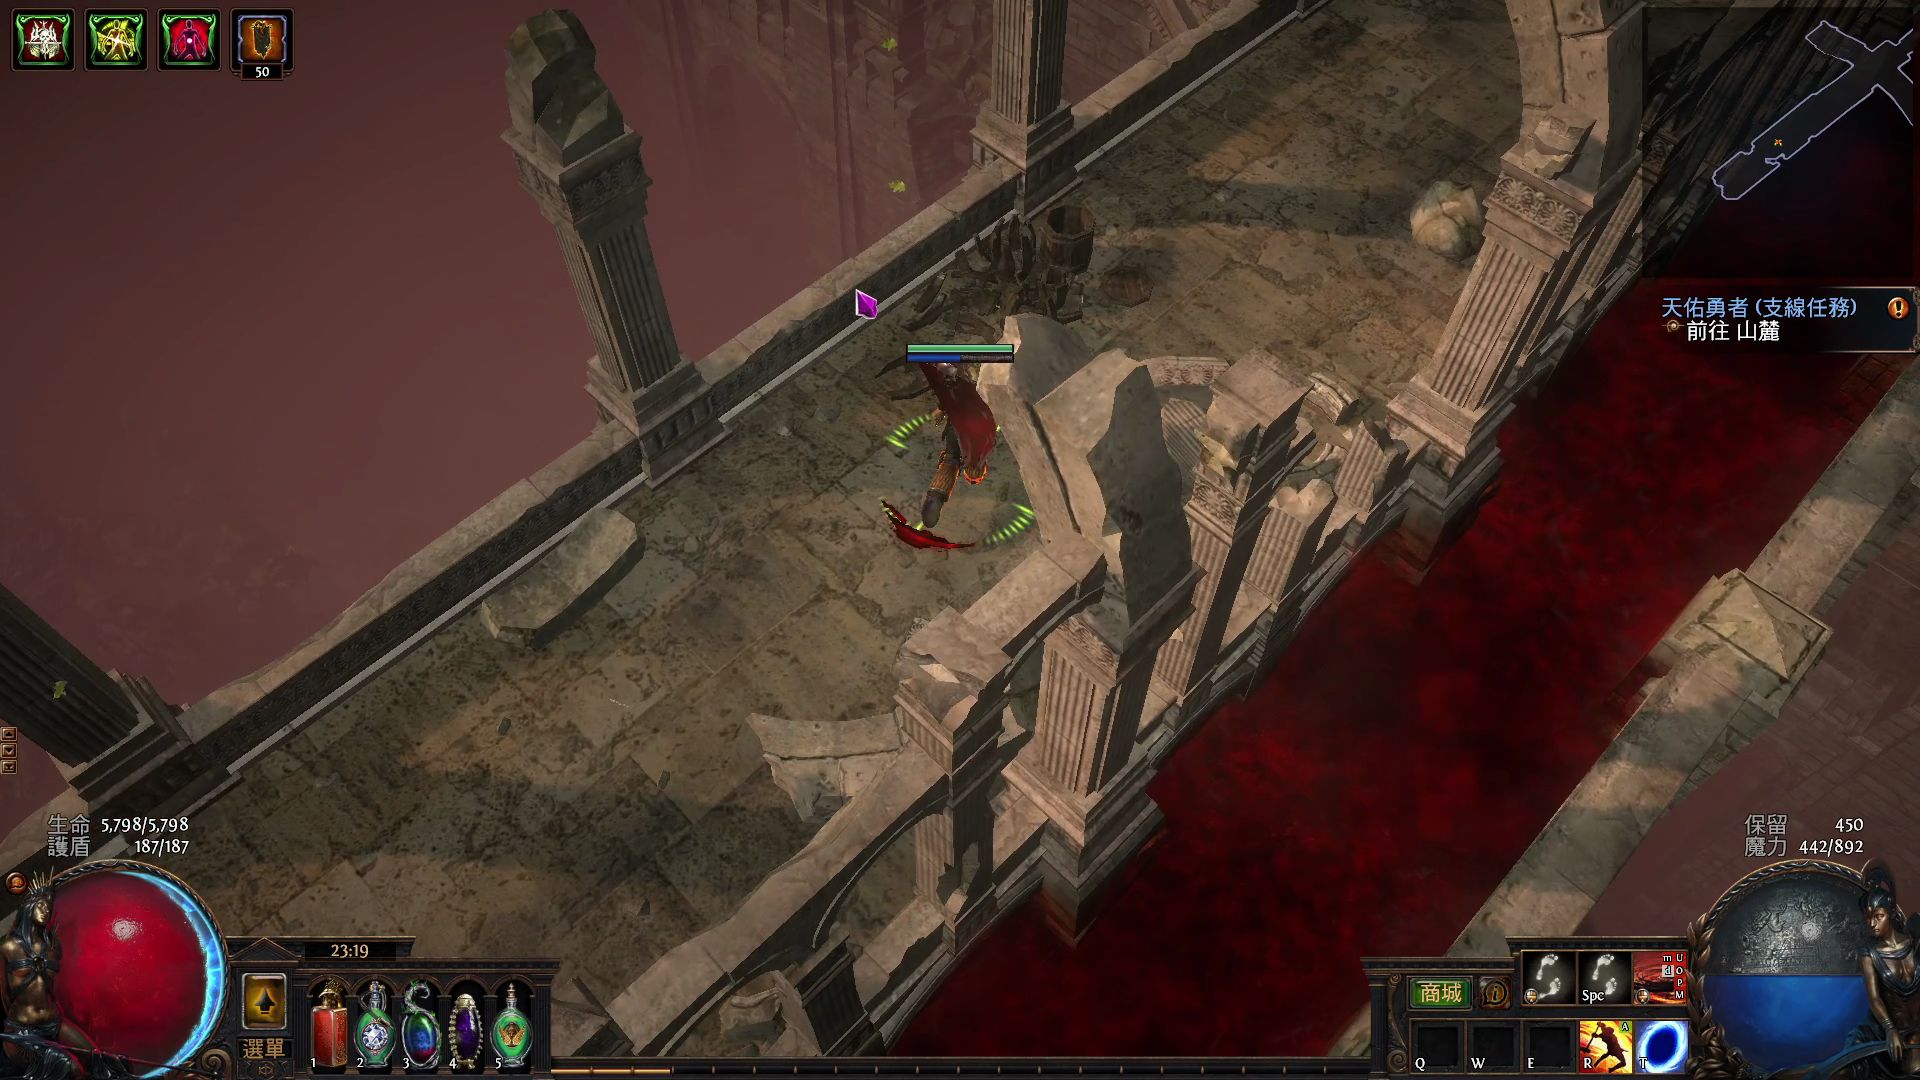 50
天佑勇者 (支線任務)
前往 山麓
生命 5,798/5,798
護盾 187/187
保留 450
魔力 442/892
23:19
選單
1 2 3 4 5
商城
Spc
m U
d O
P
M
Q W E R A T